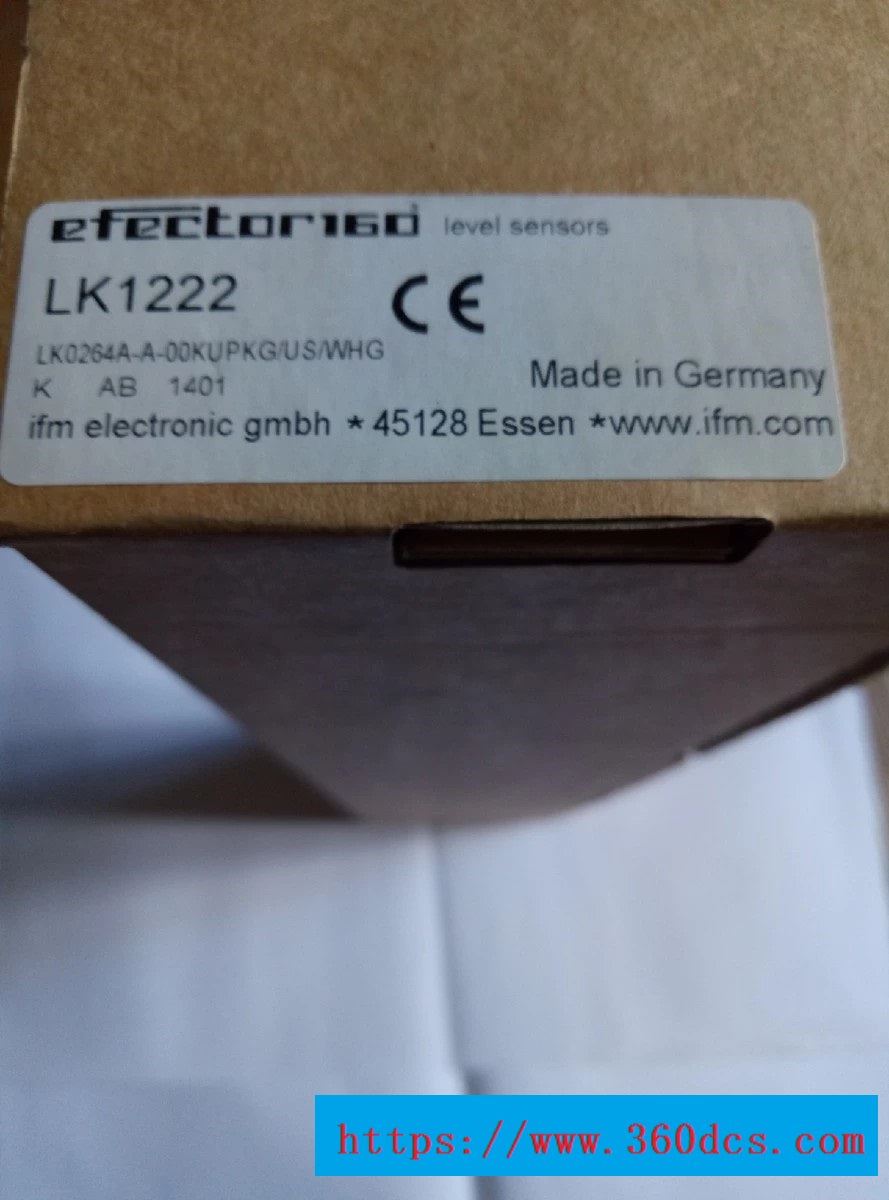 efector160 level sensors
LK1222 CE
LK0264A-A-00KUPKG/US/WHG
K AB 1401 Made in Germany
ifm electronic gmbh * 45128 Essen *www.ifm.com
https://www.360dcs.com